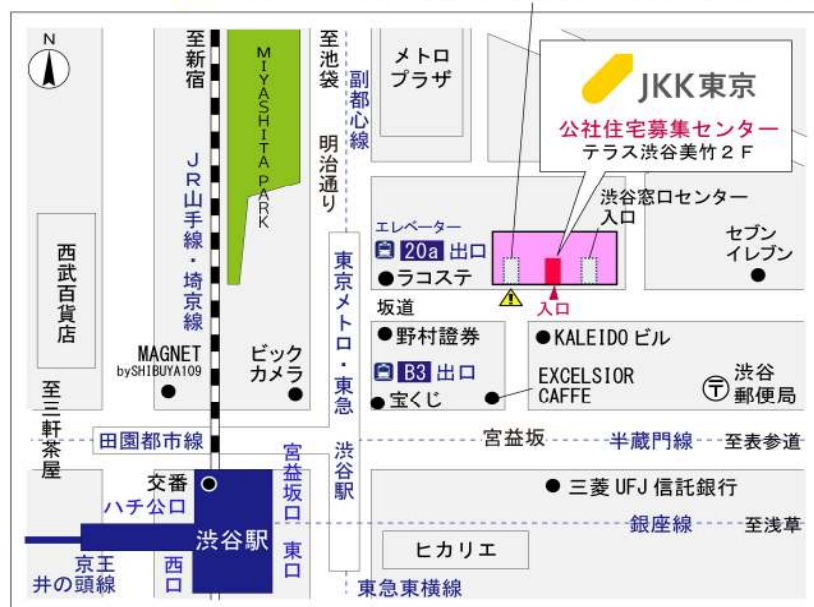 N
至新宿
MIYASHITA PARK
至池袋
副都心線
明治通り
メトロ
プラザ
JKK東京
公社住宅募集センター
テラス渋谷美竹２Ｆ
渋谷窓口センター
入口
セブン
イレブン
エレベーター
20a 出口
ラコステ
入口
坂道
JR山手線・埼京線
西武百貨店
東京メトロ・東急
渋谷駅
MAGNET
bySHIBUYA109
ビック
カメラ
野村證券
B3 出口
宝くじ
KALEIDO ビル
EXCELSIOR
CAFFE
〒 渋谷
郵便局
至三軒茶屋
田園都市線
宮益坂
半蔵門線
至表参道
交番
ハチ公口
宮益坂口
東口
渋谷駅
西口
京王
井の頭線
三菱 UFJ 信託銀行
銀座線
至浅草
ヒカリエ
東急東横線